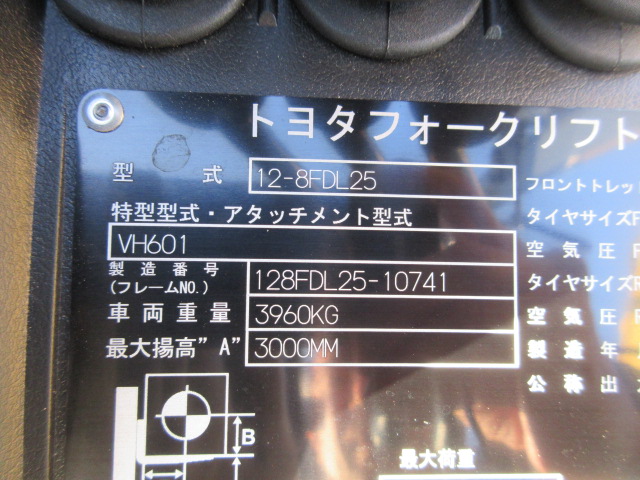 トヨタフォークリフト
型 式 12-8FDL25
特型型式・アタッチメント型式
VH601
製造番号
(フレームNO.) 128FDL25-10741
車両重量 3960KG
最大揚高"A" 3000MM
B
最大荷重
フロントトレッ
タイヤサイズF
空気圧F
タイヤサイズR
空気圧R
製造年
公称出